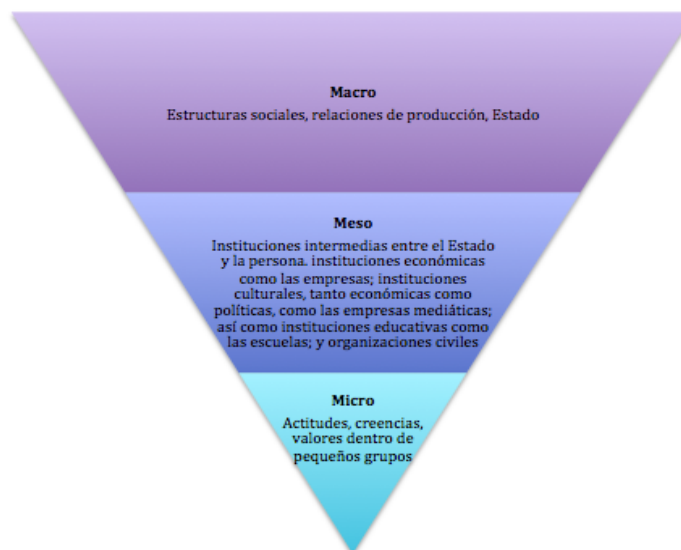 Macro
Estructuras sociales, relaciones de producción, Estado
Meso
Instituciones intermedias entre el Estado
y la persona. instituciones económicas
como las empresas; instituciones
culturales, tanto económicas como
políticas, como las empresas mediáticas;
así como instituciones educativas como
las escuelas; y organizaciones civiles
Micro
Actitudes, creencias,
valores dentro de
pequeños grupos